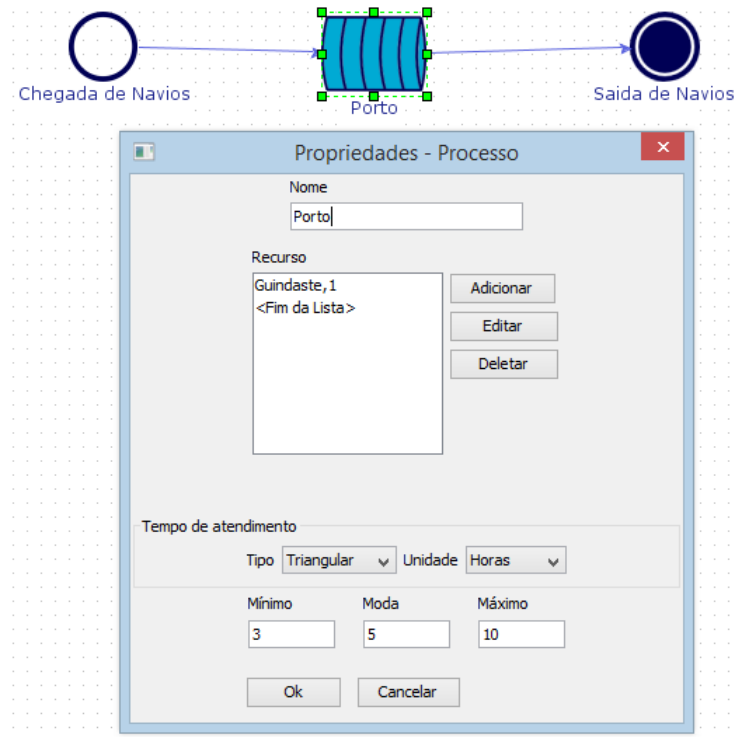 Chegada de Navios
Porto
Saida de Navios
Propriedades - Processo
Nome
Porto
Recurso
Guindaste,1
<Fim da Lista>
Adicionar
Editar
Deletar
Tempo de atendimento
Tipo Triangular Unidade Horas
Mínimo Moda Máximo
3 5 10
Ok Cancelar